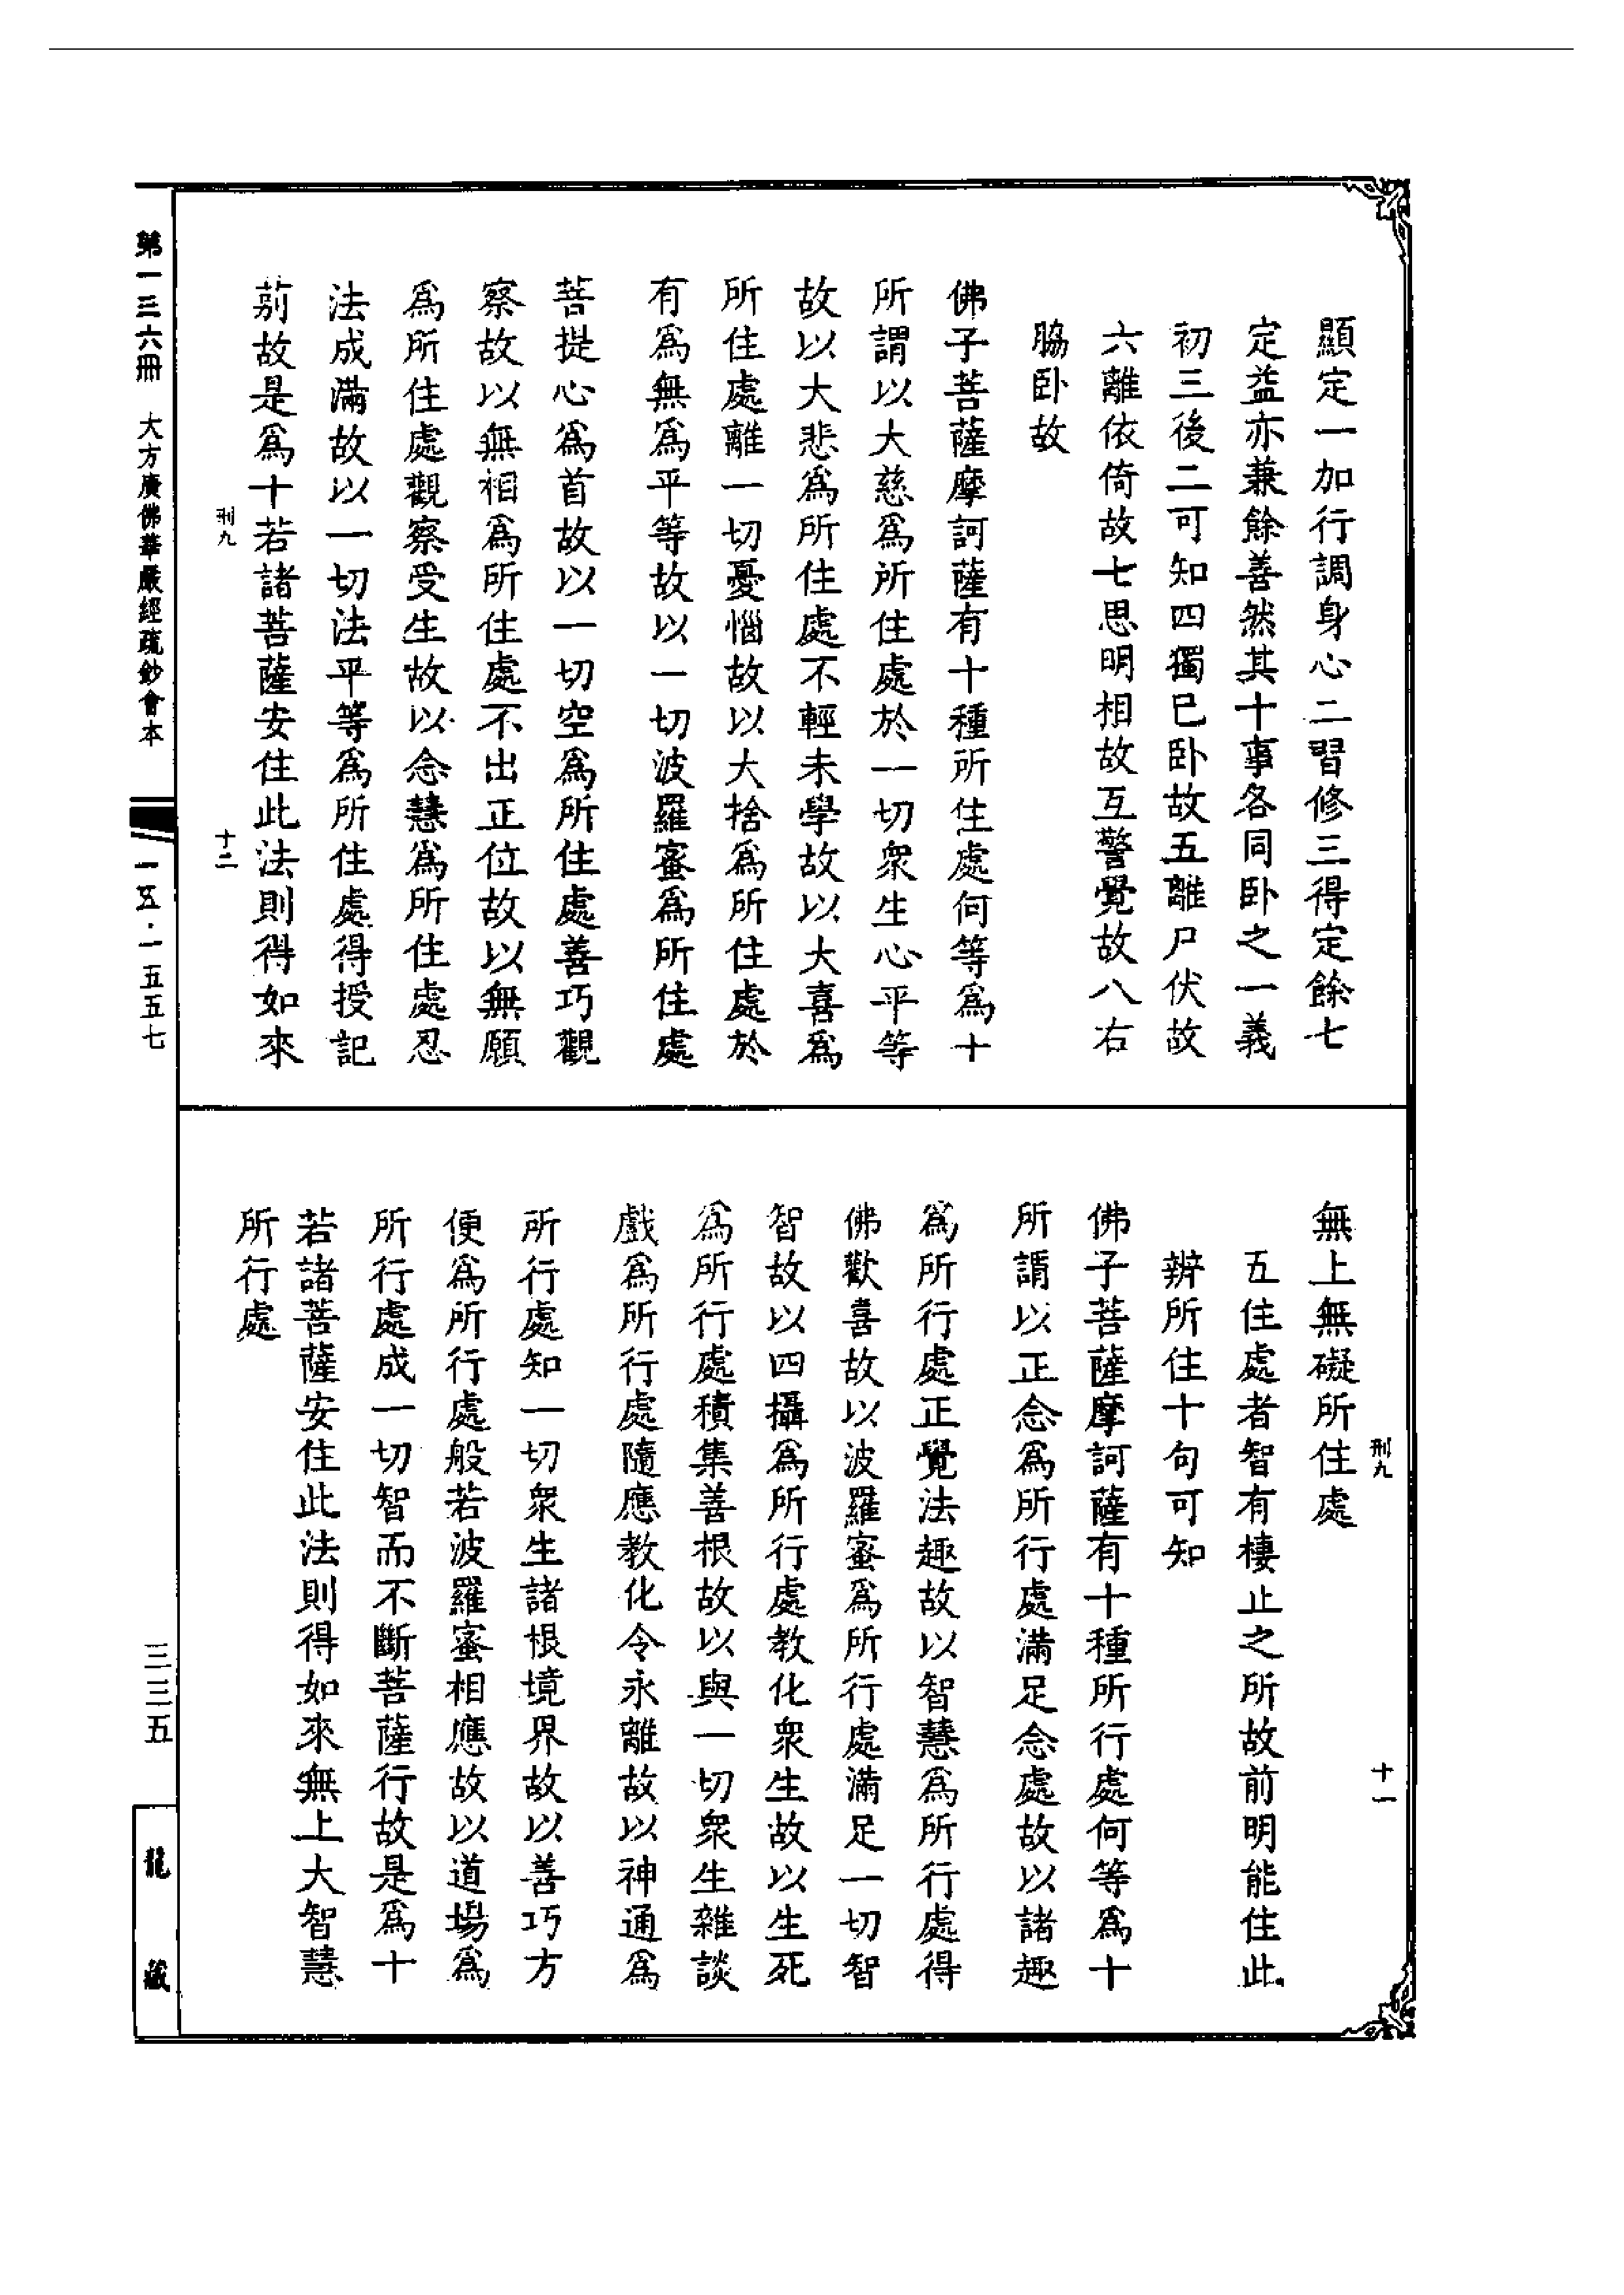 顯定一加行調身心二習修三得定餘七
定益亦兼餘善然其十事各同卧之一義
初三後二可知四獨巳卧故五離尸伏故
六離依倚故七思明相故互警覺故八右
脇卧故
佛子菩薩摩訶薩有十種所住處何等爲十
所謂以大慈爲所住處於一切衆生心平等
故以大悲爲所住處不輕未學故以大喜爲
所住處離一切憂惱故以大捨爲所住處於
有爲無爲平等故以一切波羅蜜爲所住處
菩提心爲首故以一切空爲所住處善巧觀
察故以無相爲所住處不出正位故以無願
爲所住處觀察受生故以念慧爲所住處忍
法成滿故以一切法平等爲所住處得授記
莂故是爲十若諸菩薩安住此法則得如來
刑九
十二
刑九
十一
無上無礙所住處
五住處者智有棲止之所故前明能住此
辨所住十句可知
佛子菩薩摩訶薩有十種所行處何等爲十
所謂以正念爲所行處滿足念處故以諸趣
爲所行處正覺法趣故以智慧爲所行處得
佛歡喜故以波羅蜜爲所行處滿足一切智
智故以四攝爲所行處教化衆生故以生死
爲所行處積集善根故以與一切衆生雜談
戲爲所行處隨應教化令永離故以神通爲
所行處知一切衆生諸根境界故以善巧方
便爲所行處般若波羅蜜相應故以道場爲
所行處成一切智而不斷菩薩行故是爲十
若諸菩薩安住此法則得如來無上大智慧
所行處
第一三六冊 大方廣佛華嚴經疏鈔會本
一五·一五五七
三三五
龍藏